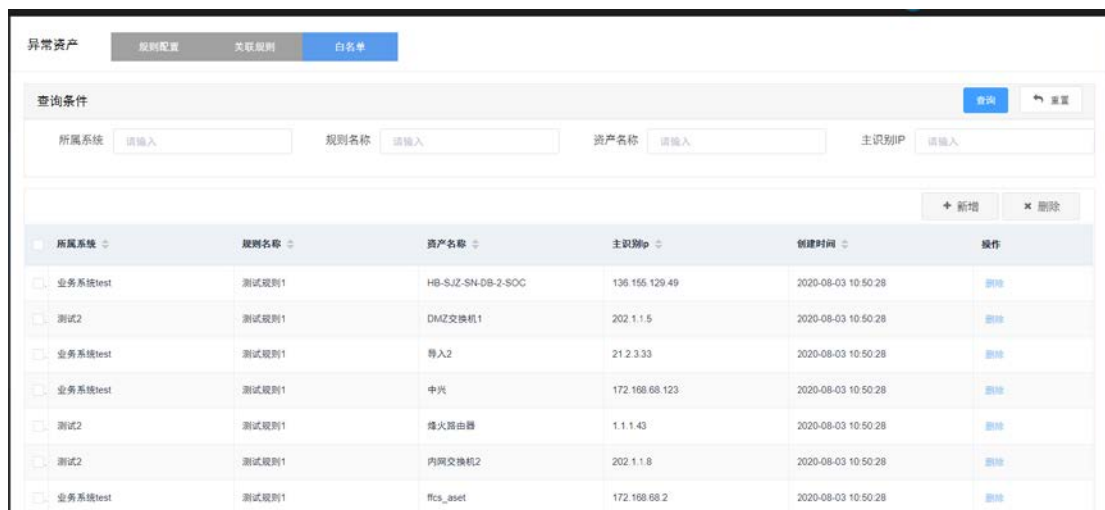 异常资产 规则配置 关联规则 白名单
查询条件 查询 重置
所属系统 请输入 规则名称 请输入 资产名称 请输入 主识别IP 请输入
新增 删除
所属系统 规则名称 资产名称 主识别ip 创建时间 操作
业务系统test 测试规则1 HB-SJZ-SN-DB-2-SOC 136.155.129.49 2020-08-03 10:50:28 删除
测试2 测试规则1 DMZ交换机1 202.1.1.5 2020-08-03 10:50:28 删除
业务系统test 测试规则1 导入2 21.2.3.33 2020-08-03 10:50:28 删除
业务系统test 测试规则1 中兴 172.168.68.123 2020-08-03 10:50:28 删除
测试2 测试规则1 烽火路由器 1.1.1.43 2020-08-03 10:50:28 删除
测试2 测试规则1 内网交换机2 202.1.1.8 2020-08-03 10:50:28 删除
业务系统test 测试规则1 ffcs_aset 172.168.68.2 2020-08-03 10:50:28 删除